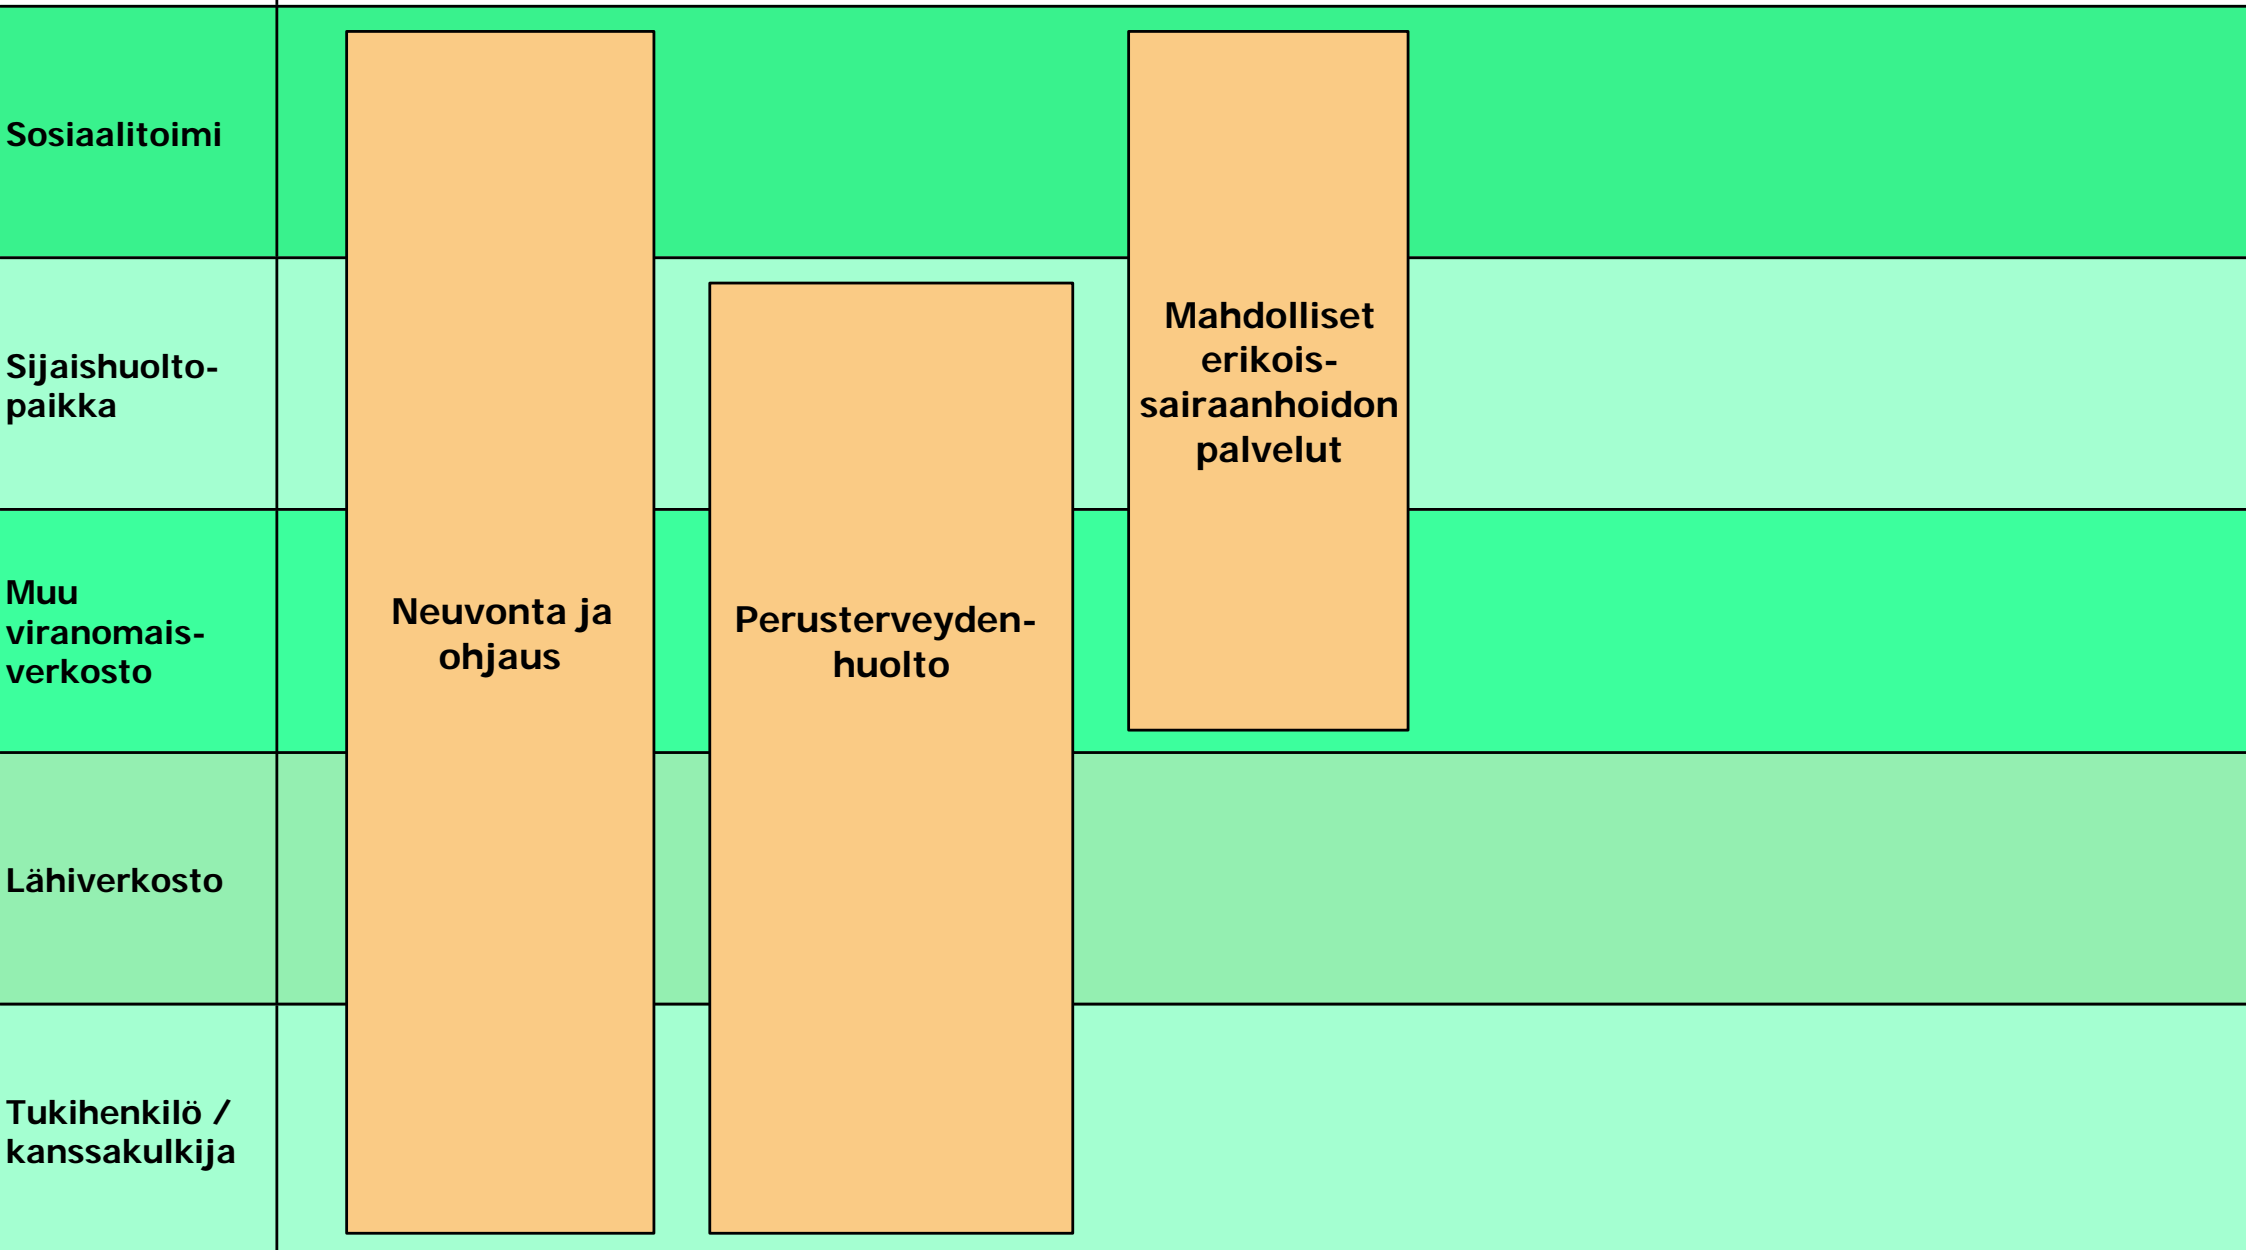 Sosiaalitoimi
Sijaishuolto-
paikka
Muu
viranomais-
verkosto
Lähiverkosto
Tukihenkilö /
kanssakulkija
Neuvonta ja
ohjaus
Perusterveyden-
huolto
Mahdolliset
erikois-
sairaanhoidon
palvelut